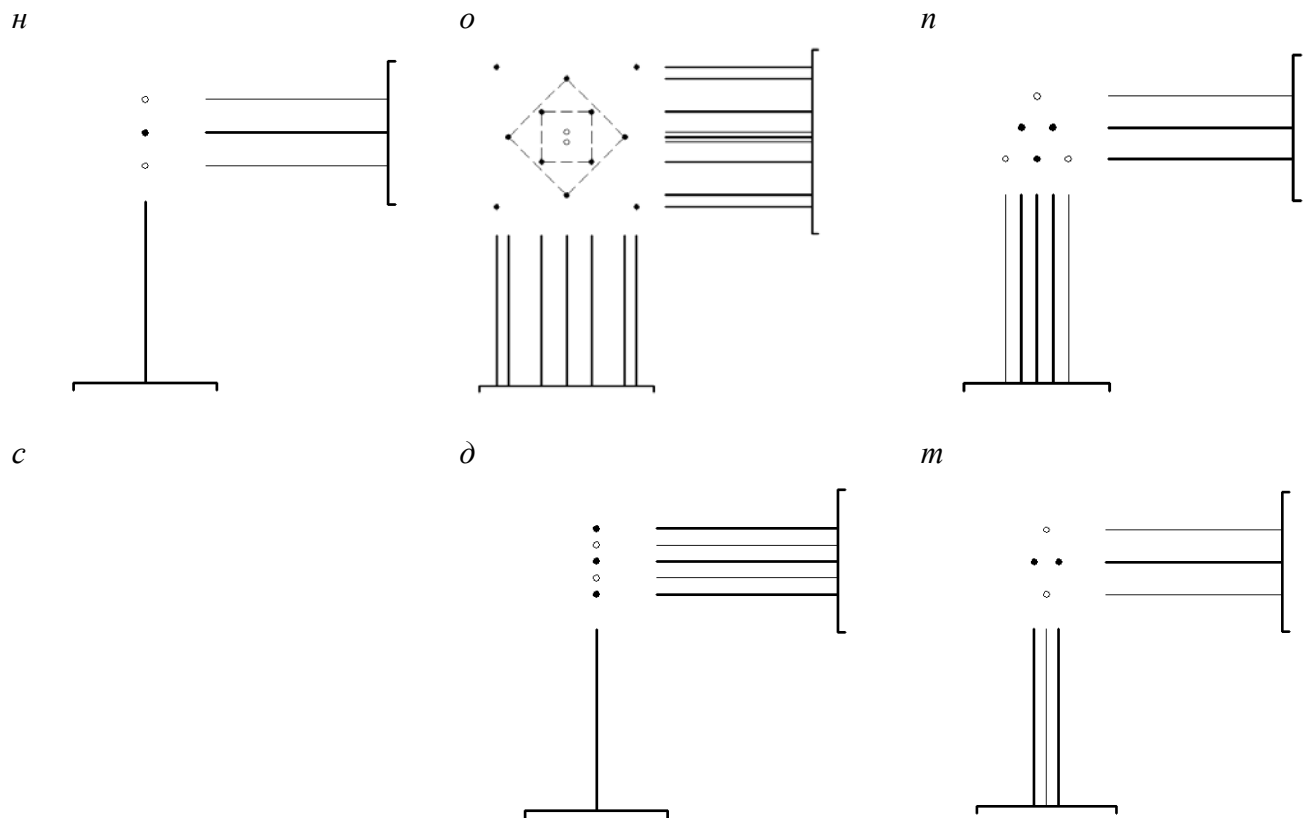 н о п
с д т